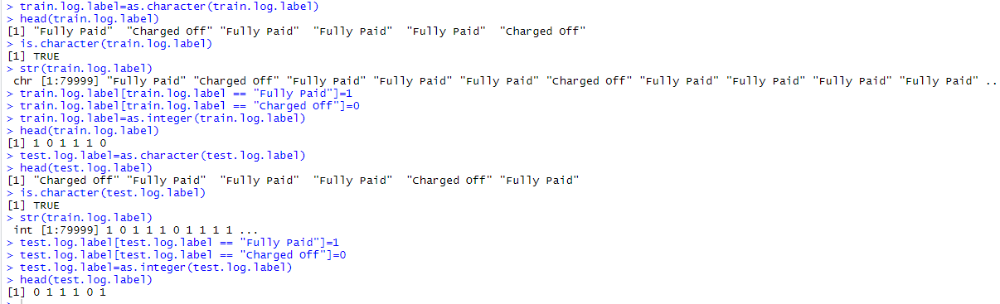 > train.log.label=as.character(train.log.label)
> head(train.log.label)
[1] "Fully Paid"  "Charged Off" "Fully Paid"  "Fully Paid"  "Fully Paid"  "Charged Off"
> is.character(train.log.label)
[1] TRUE
> str(train.log.label)
 chr [1:79999] "Fully Paid" "Charged Off" "Fully Paid" "Fully Paid" "Fully Paid" "Charged Off" "Fully Paid" "Fully Paid" "Fully Paid" "Fully Paid" ..
> train.log.label[train.log.label == "Fully Paid"]=1
> train.log.label[train.log.label == "Charged Off"]=0
> train.log.label=as.integer(train.log.label)
> head(train.log.label)
[1] 1 0 1 1 1 0
> test.log.label=as.character(test.log.label)
> head(test.log.label)
[1] "Charged Off" "Fully Paid"  "Fully Paid"  "Fully Paid"  "Charged Off" "Fully Paid"
> is.character(test.log.label)
[1] TRUE
> str(train.log.label)
 int [1:79999] 1 0 1 1 1 0 1 1 1 1 ...
> test.log.label[test.log.label == "Fully Paid"]=1
> test.log.label[test.log.label == "Charged Off"]=0
> test.log.label=as.integer(test.log.label)
> head(test.log.label)
[1] 0 1 1 1 0 1
>